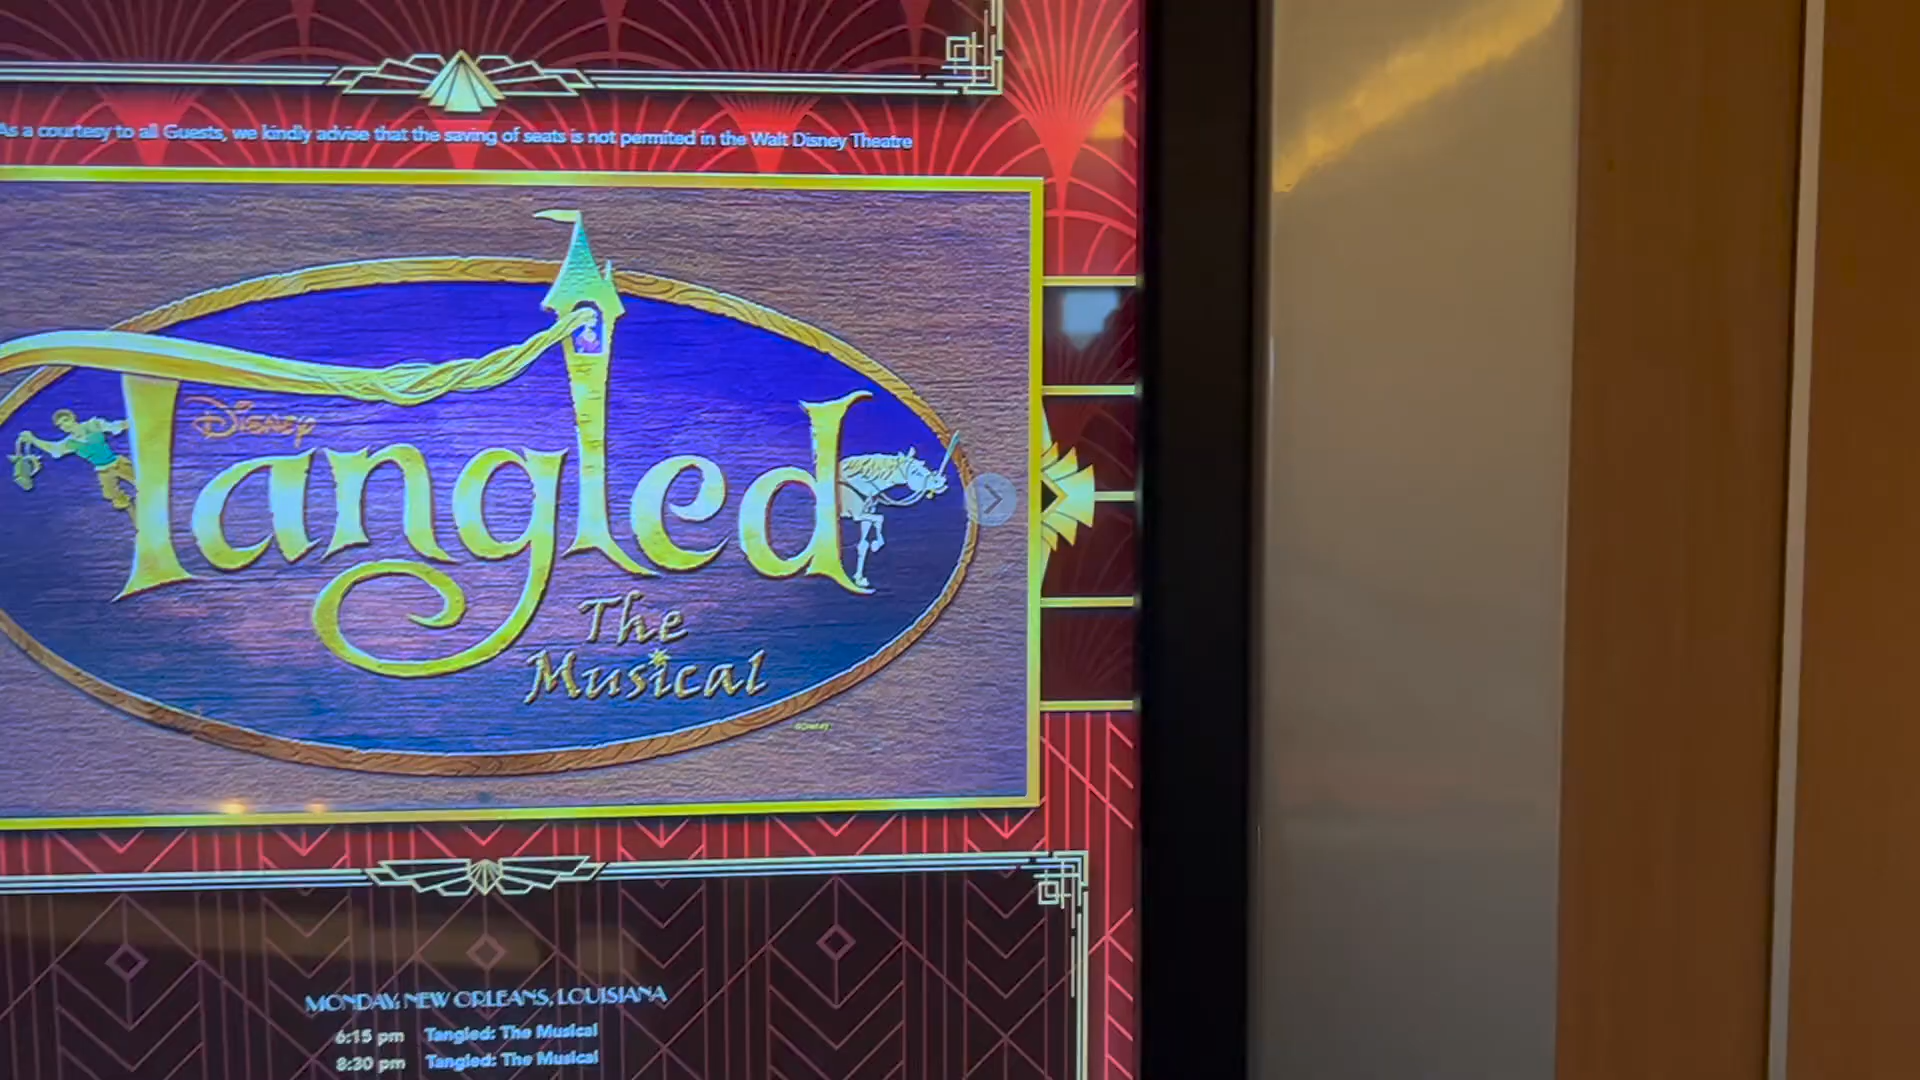 As a courtesy to all Guests, we kindly advise that the saving of seats is not permited in the Walt Disney Theatre
Disney
Tangled
The
Musical
©Disney
MONDAY, NEW ORLEANS, LOUISIANA
6:15 pm Tangled: The Musical
8:30 pm Tangled: The Musical